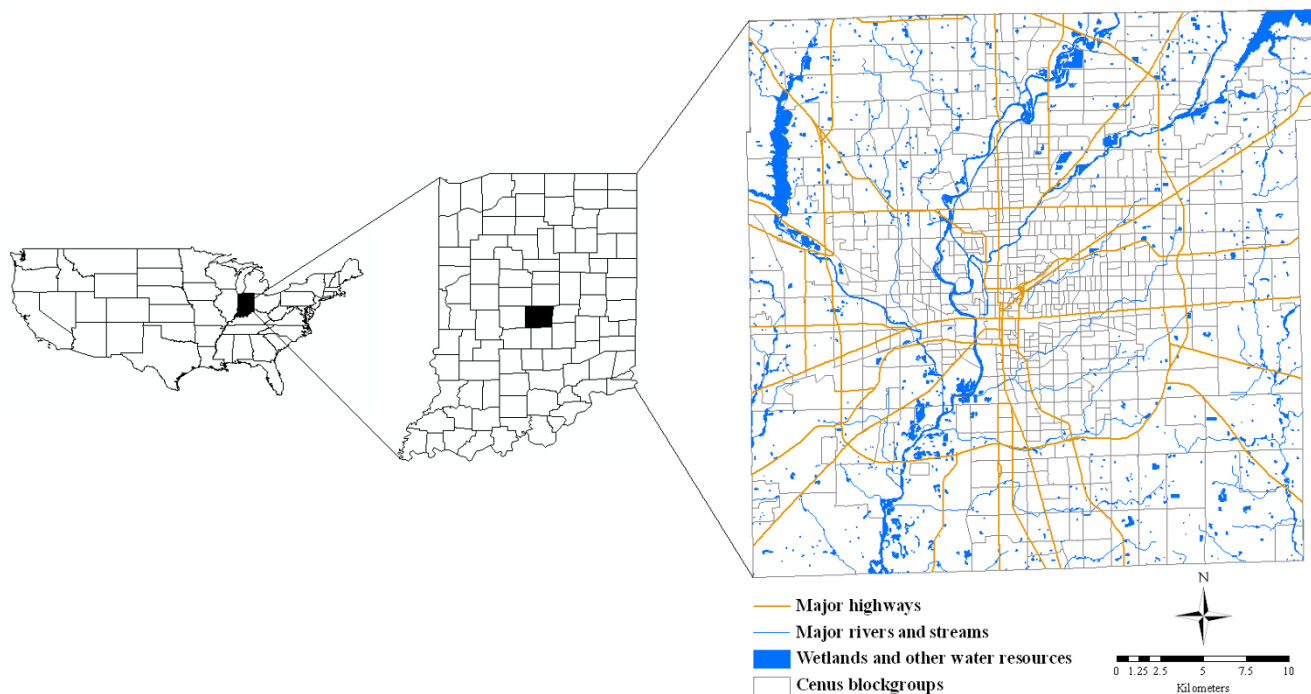 Major highways
Major rivers and streams
Wetlands and other water resources
Cenus blockgroups
N
0 1.25 2.5 5 7.5 10
Kilometers